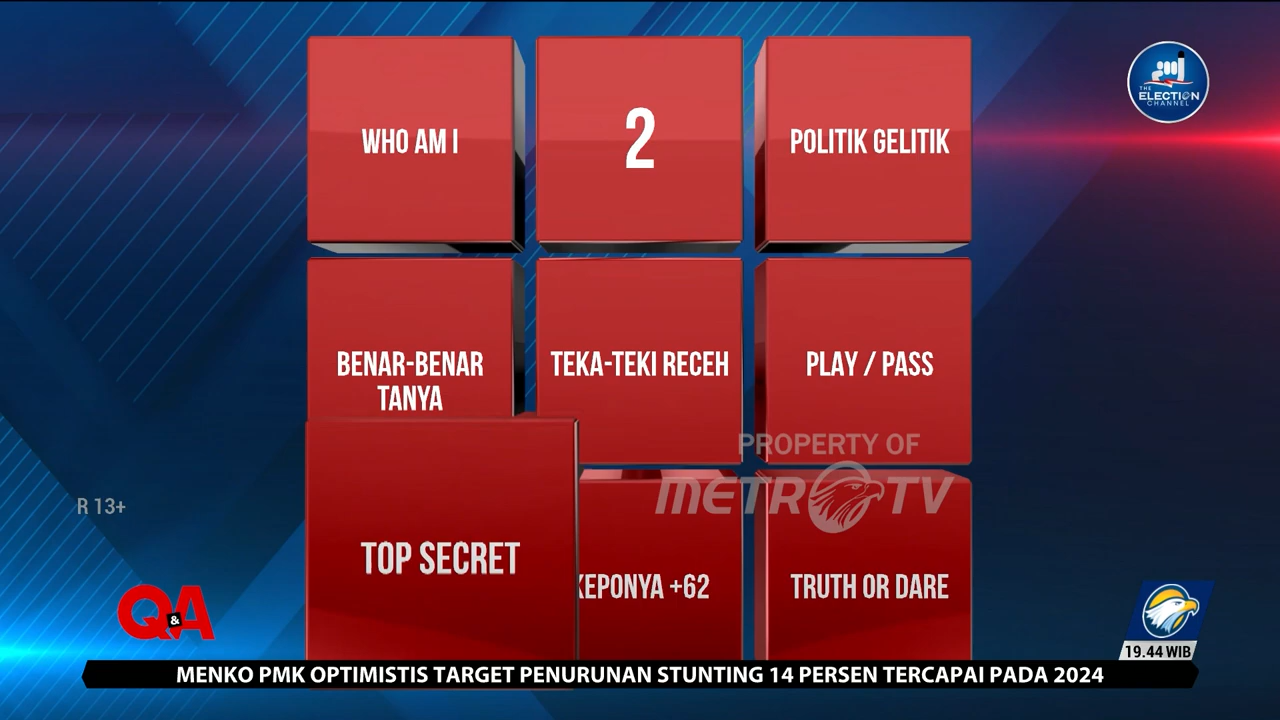 WHO AM I
2
POLITIK GELITIK
THE
ELECTION
CHANNEL
BENAR-BENAR
TANYA
TEKA-TEKI RECEH
PLAY / PASS
PROPERTY OF
METRO TV
R 13+
TOP SECRET
KEPONYA +62
TRUTH OR DARE
Q&A
19.44 WIB
MENKO PMK OPTIMISTIS TARGET PENURUNAN STUNTING 14 PERSEN TERCAPAI PADA 2024